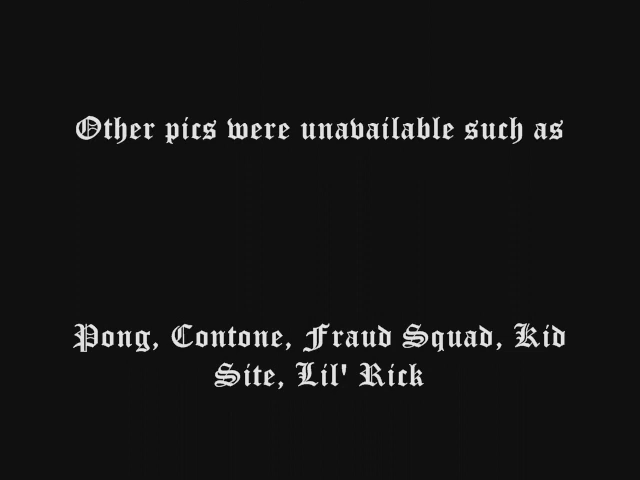 Other pics were unavailable such as
Pong, Contone, Fraud Squad, Kid
Site, Lil' Rick